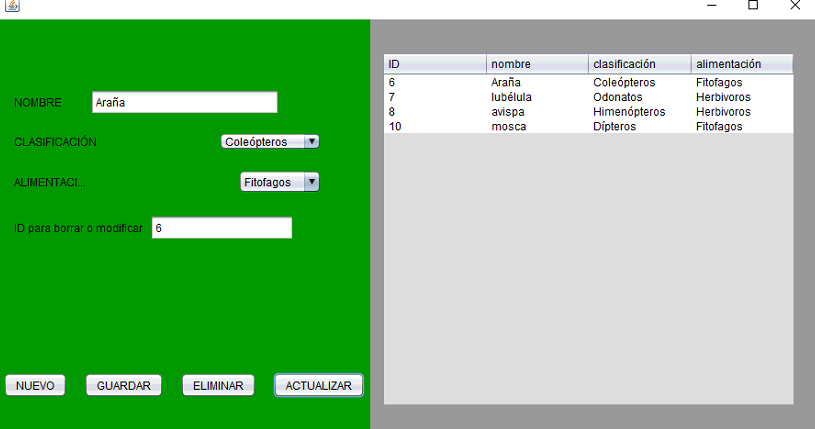 NOMBRE Araña
CLASIFICACIÓN Coleópteros
ALIMENTACI... Fitofagos
ID para borrar o modificar 6
NUEVO GUARDAR ELIMINAR ACTUALIZAR
ID nombre clasificación alimentación
6 Araña Coleópteros Fitofagos
7 lubélula Odonatos Herbivoros
8 avispa Himenópteros Herbivoros
10 mosca Dípteros Fitofagos